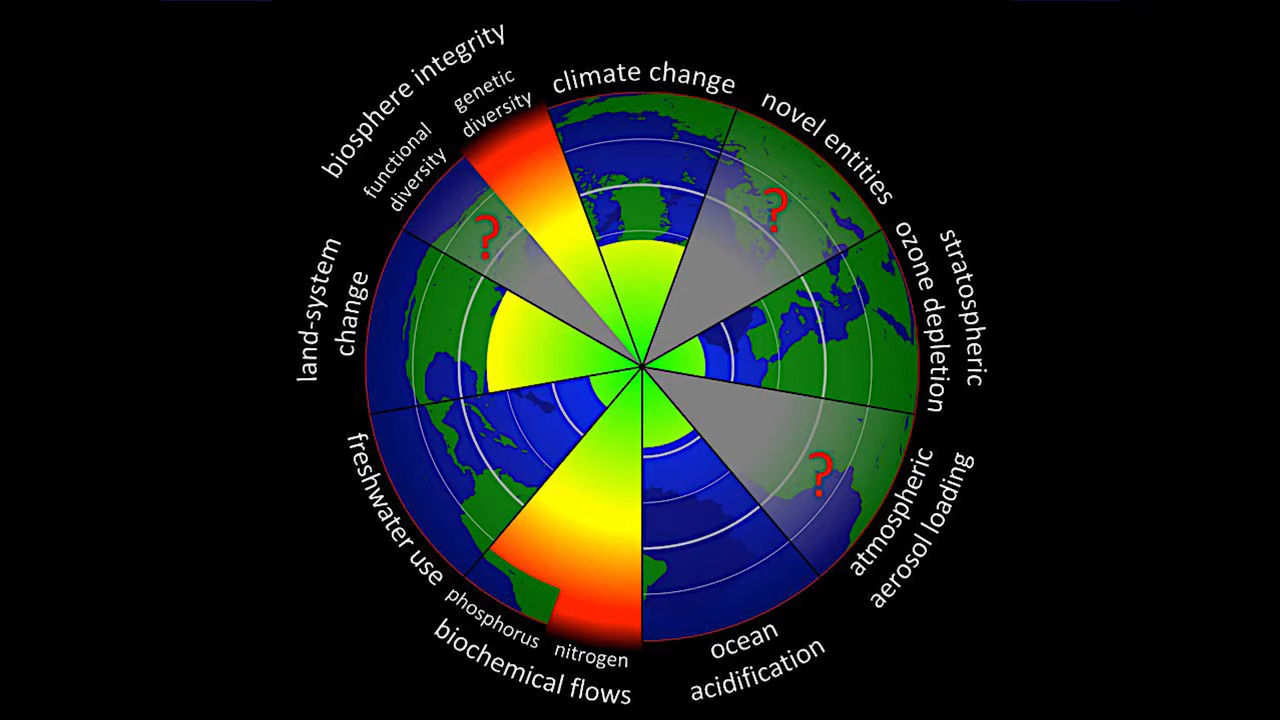 climate change
novel entities
?
stratospheric
ozone depletion
atmospheric
aerosol loading
?
ocean
acidification
biochemical flows
nitrogen
phosphorus
freshwater use
land-system
change
biosphere integrity
functional
diversity
?
genetic
diversity